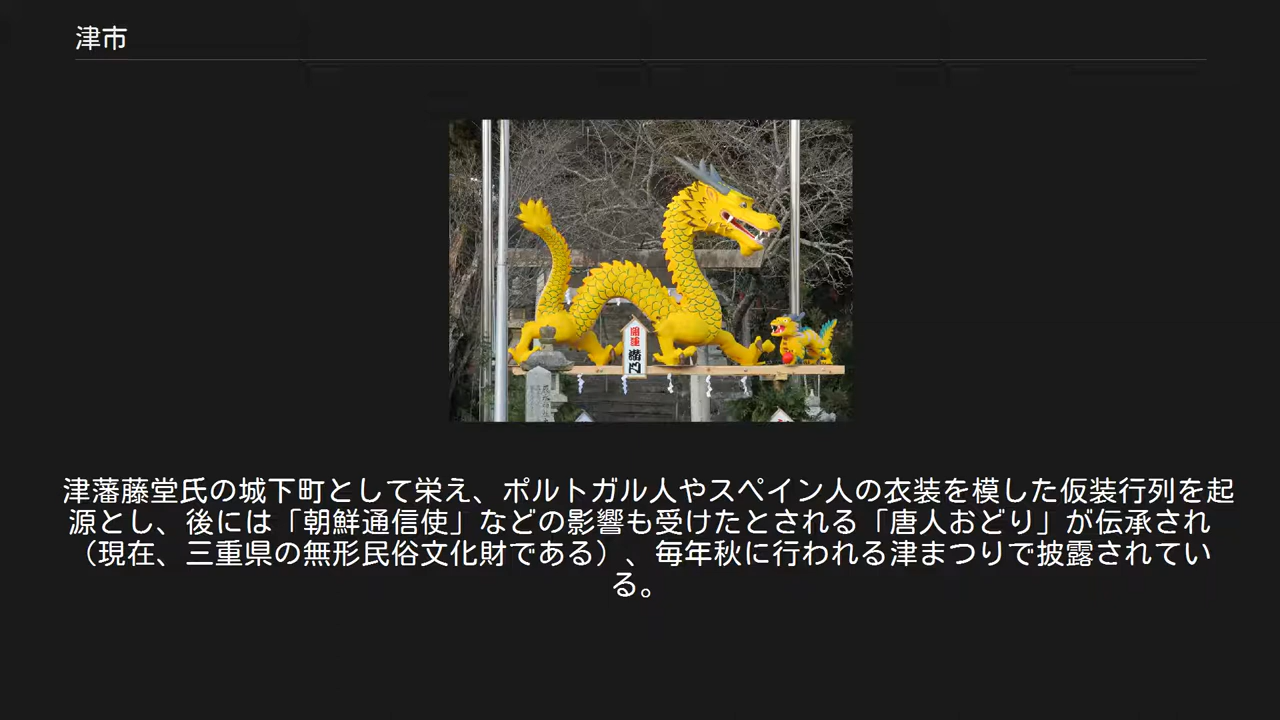 津市
開運
津藩藤堂氏の城下町として栄え、ポルトガル人やスペイン人の衣装を模した仮装行列を起
源とし、後には「朝鮮通信使」などの影響も受けたとされる「唐人おどり」が伝承され
（現在、三重県の無形民俗文化財である）、毎年秋に行われる津まつりで披露されてい
る。